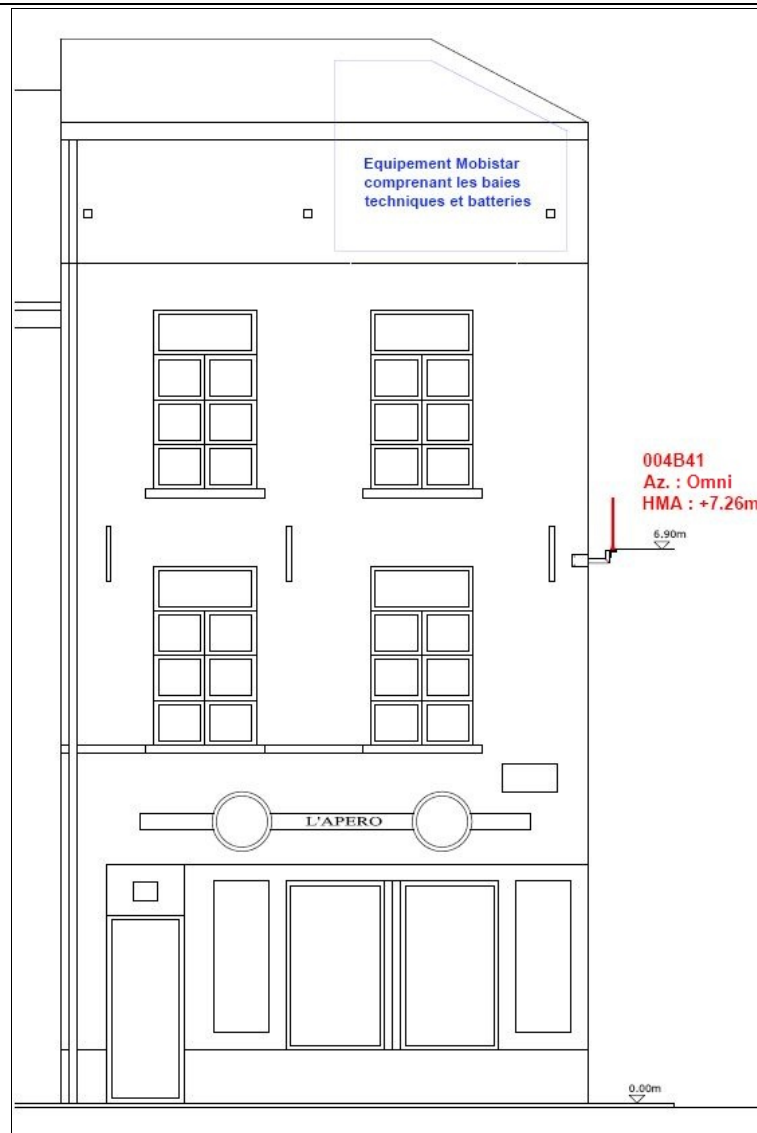 Equipement Mobistar
comprenant les baies
techniques et batteries
004B41
Az. : Omni
HMA : +7.26m
6.90m
L'APERO
0.00m